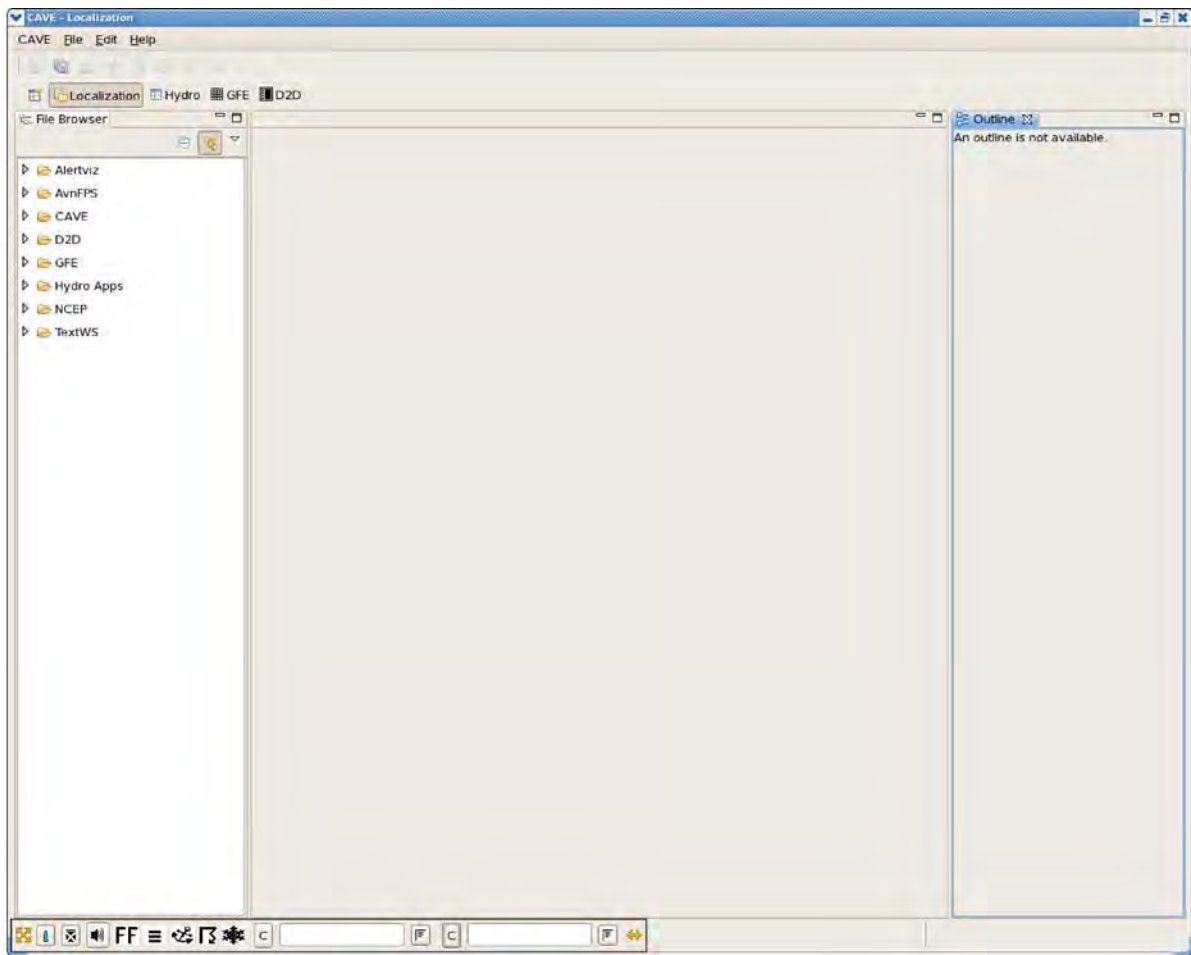 CAVE - Localization
CAVE File Edit Help
Localization Hydro GFE D2D
File Browser
Outline
An outline is not available.
Alertviz
AvnFPS
CAVE
D2D
GFE
Hydro Apps
NCEP
TextWS
FF C F C F